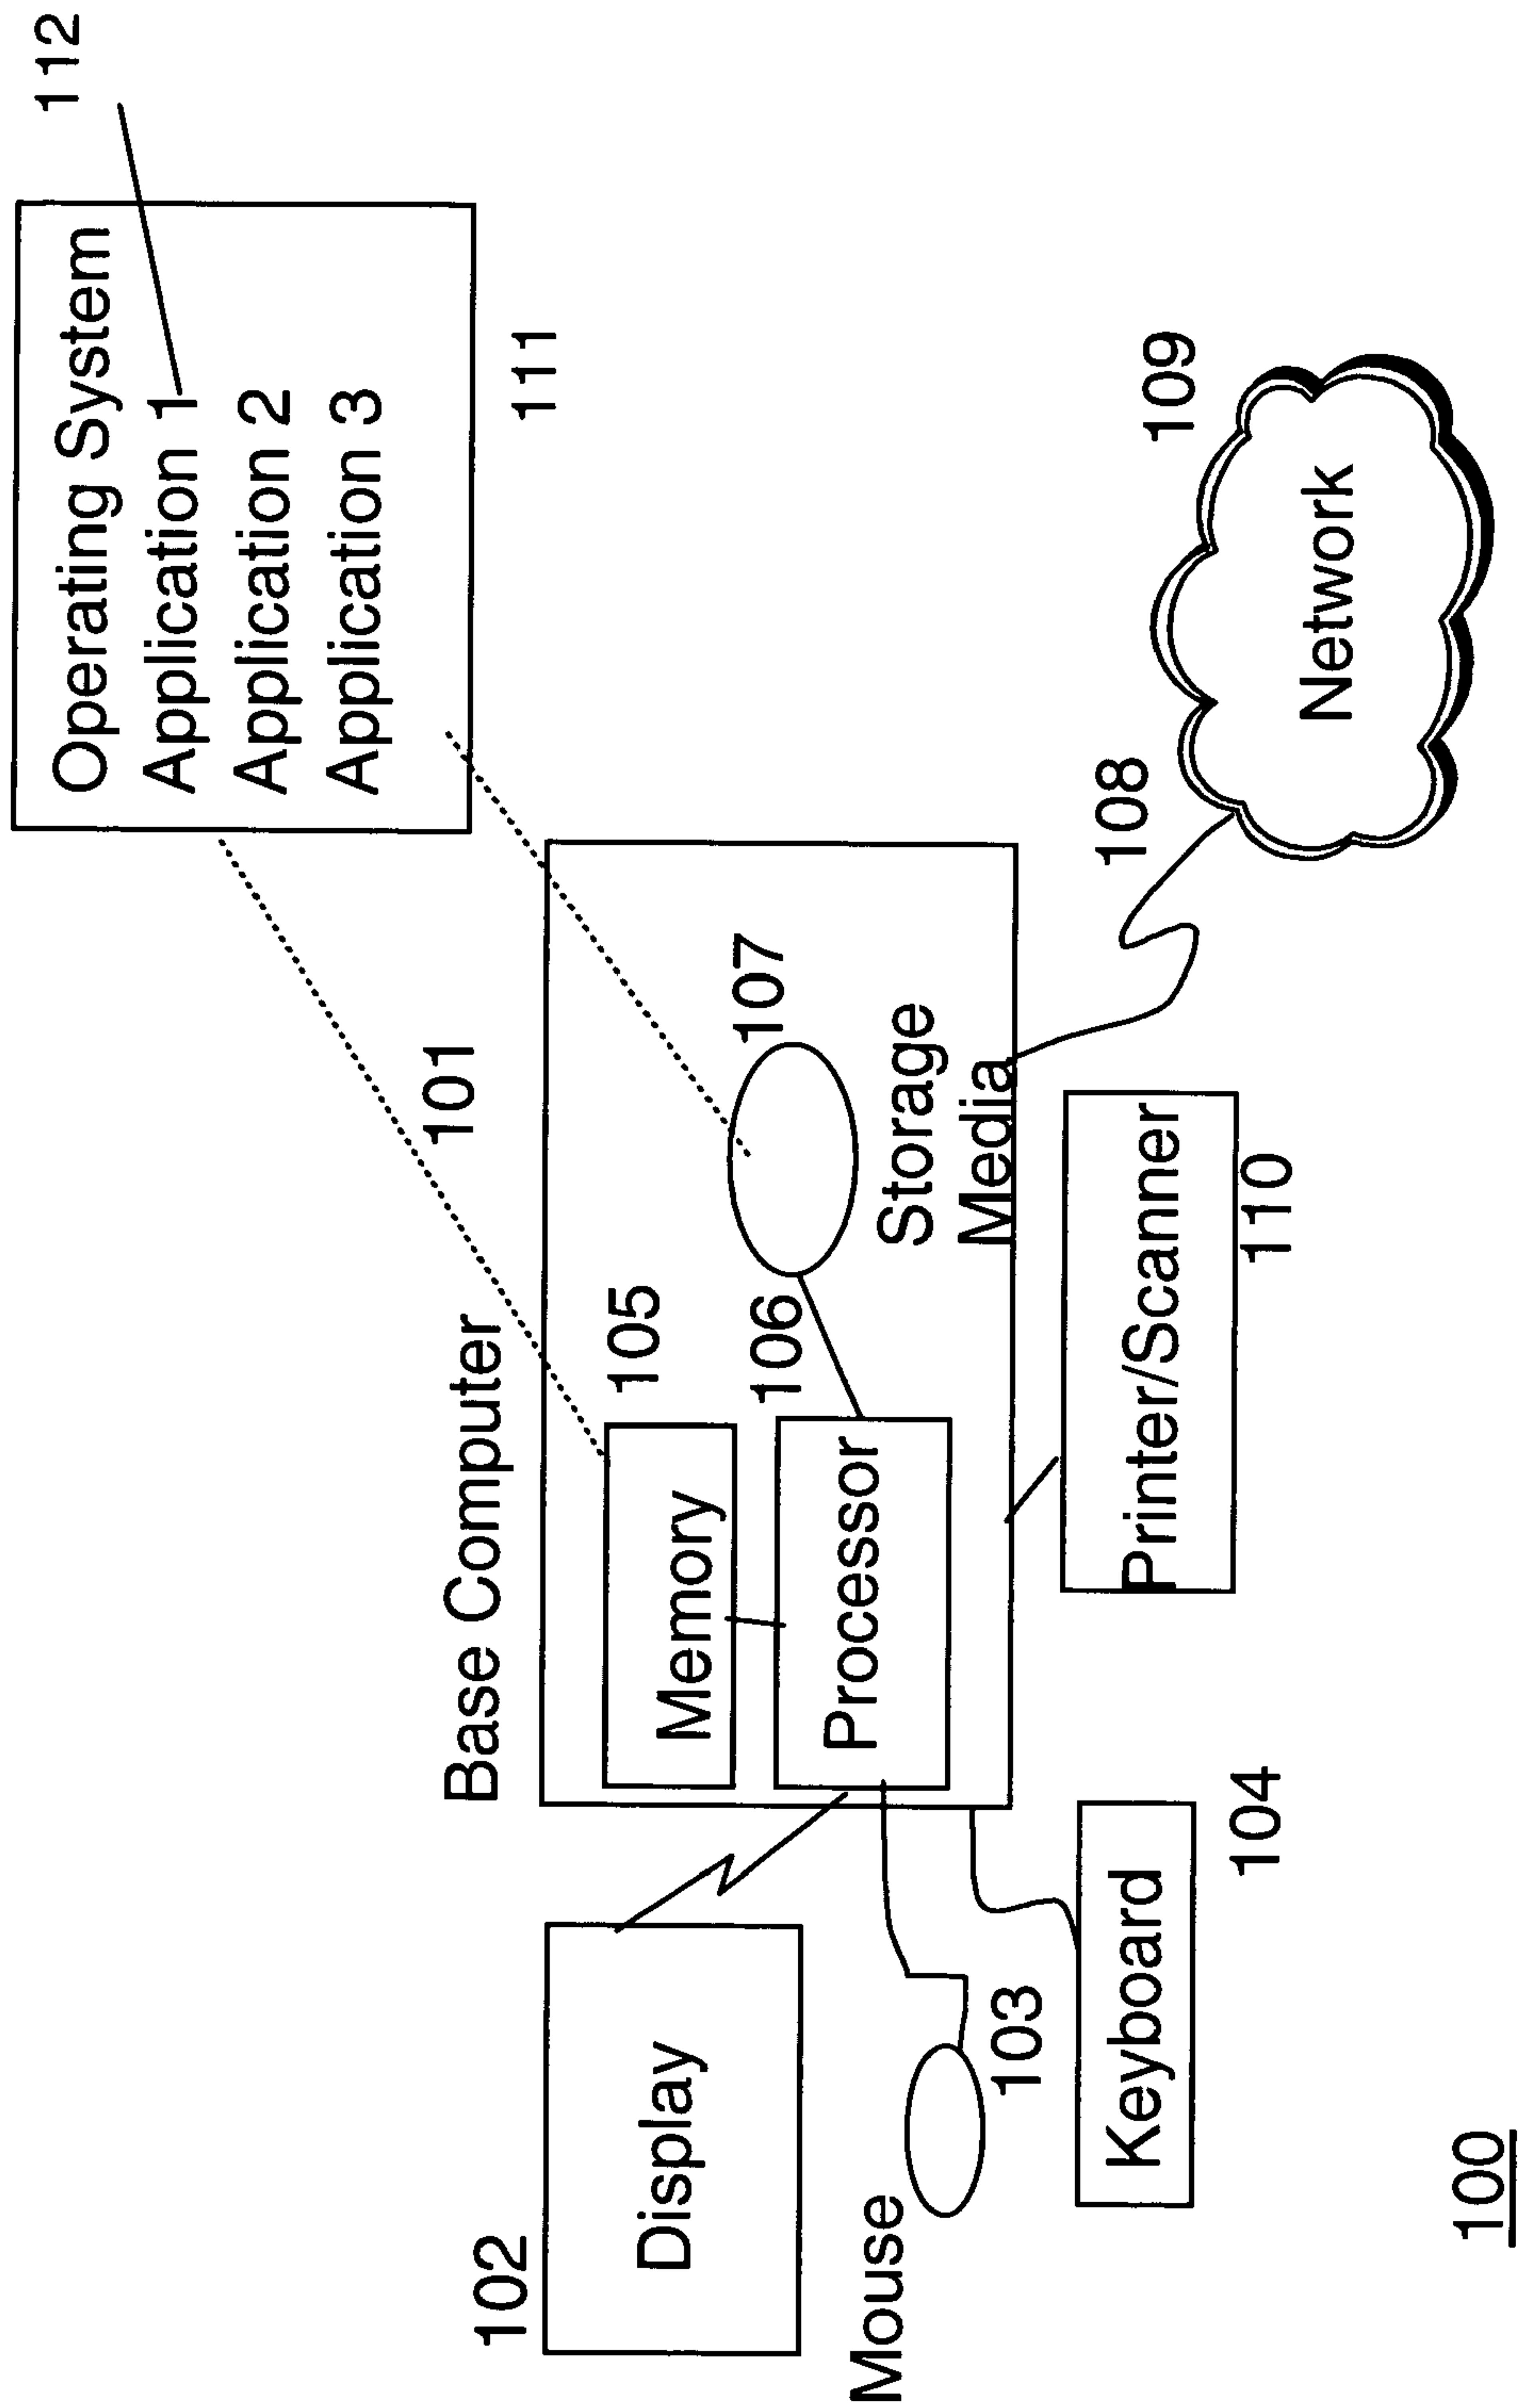 112
Operating System
Application 1
Application 2
Application 3
111
101
Base Computer
105
Memory
106
Processor
107
Storage
Media
108
109
Network
102
Display
Mouse
103
Keyboard
104
Printer/Scanner
110
100